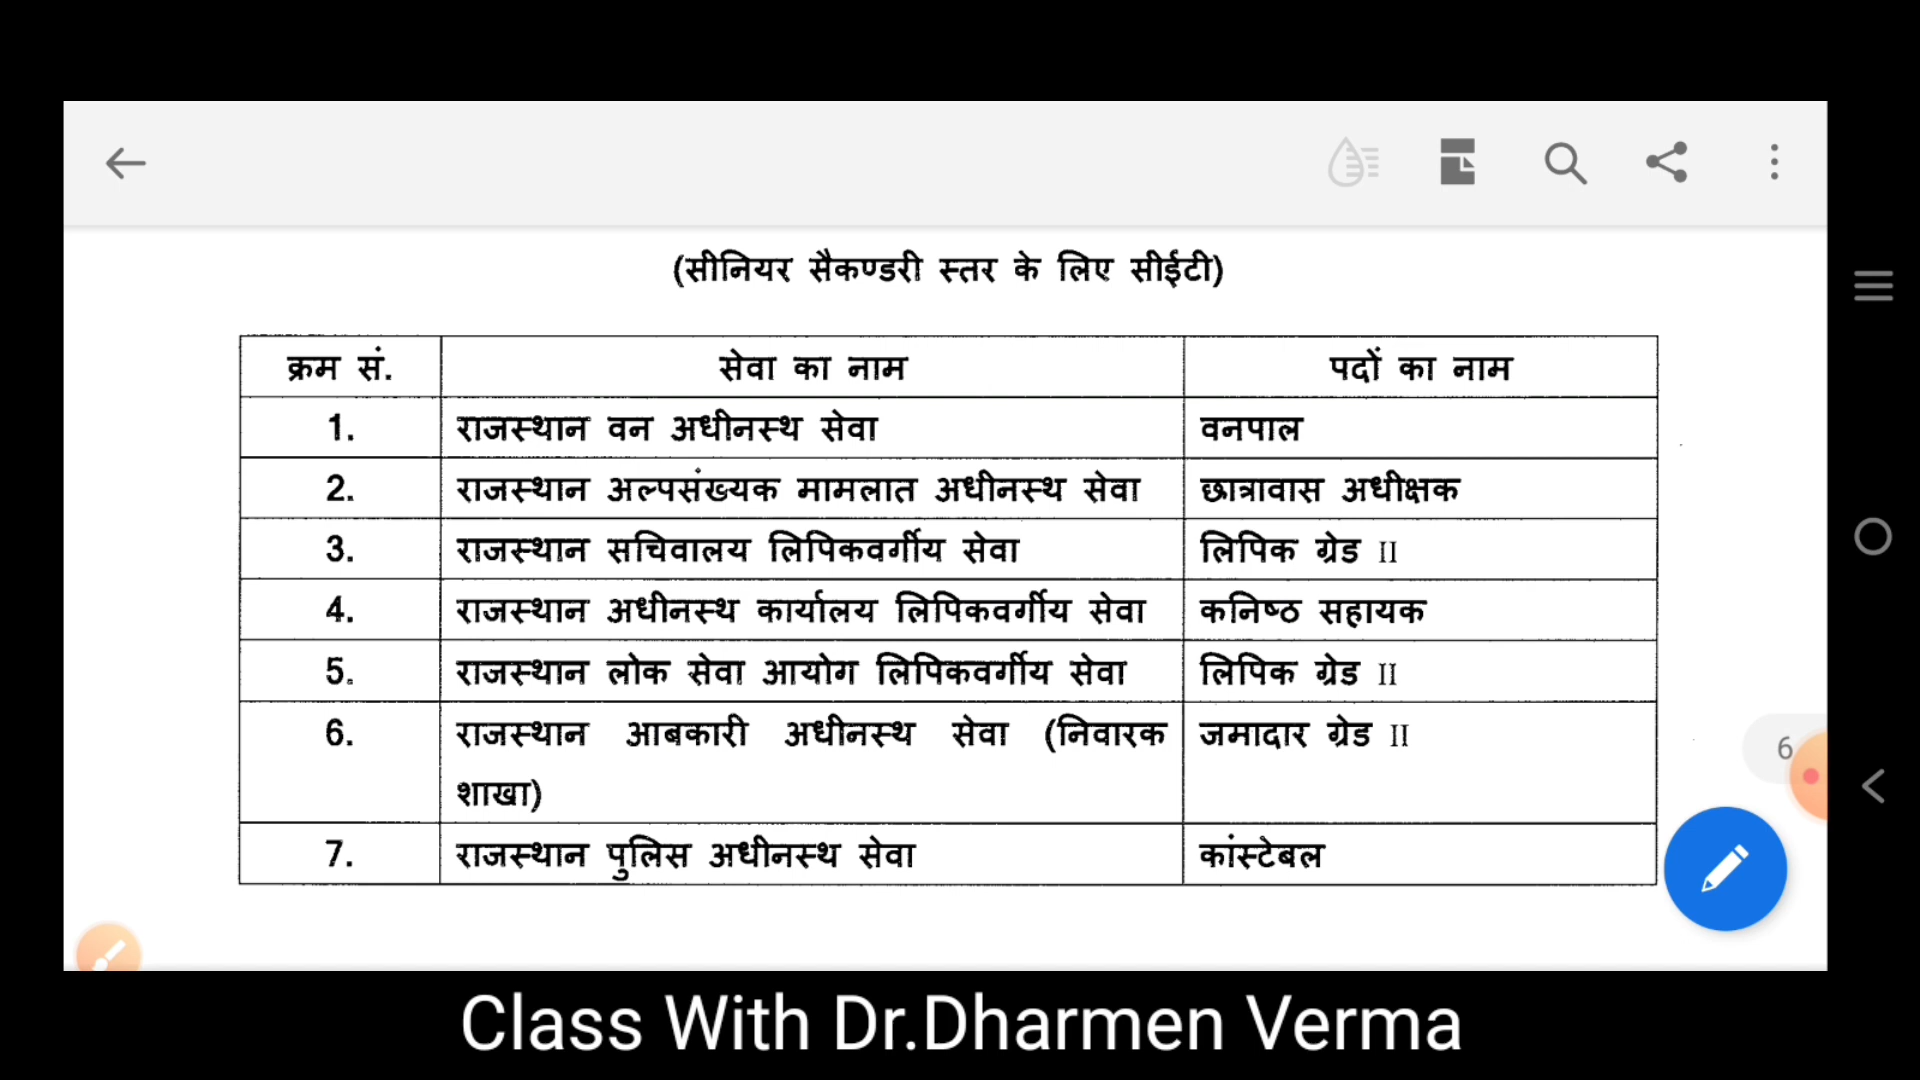 (सीनियर सैकण्डरी स्तर के लिए सीईटी)
क्रम सं. सेवा का नाम पदों का नाम
1. राजस्थान वन अधीनस्थ सेवा वनपाल
2. राजस्थान अल्पसंख्यक मामलात अधीनस्थ सेवा छात्रावास अधीक्षक
3. राजस्थान सचिवालय लिपिकवर्गीय सेवा लिपिक ग्रेड II
4. राजस्थान अधीनस्थ कार्यालय लिपिकवर्गीय सेवा कनिष्ठ सहायक
5. राजस्थान लोक सेवा आयोग लिपिकवर्गीय सेवा लिपिक ग्रेड II
6. राजस्थान आबकारी अधीनस्थ सेवा (निवारक जमादार ग्रेड II
शाखा)
6
7. राजस्थान पुलिस अधीनस्थ सेवा कांस्टेबल
Class With Dr.Dharmen Verma